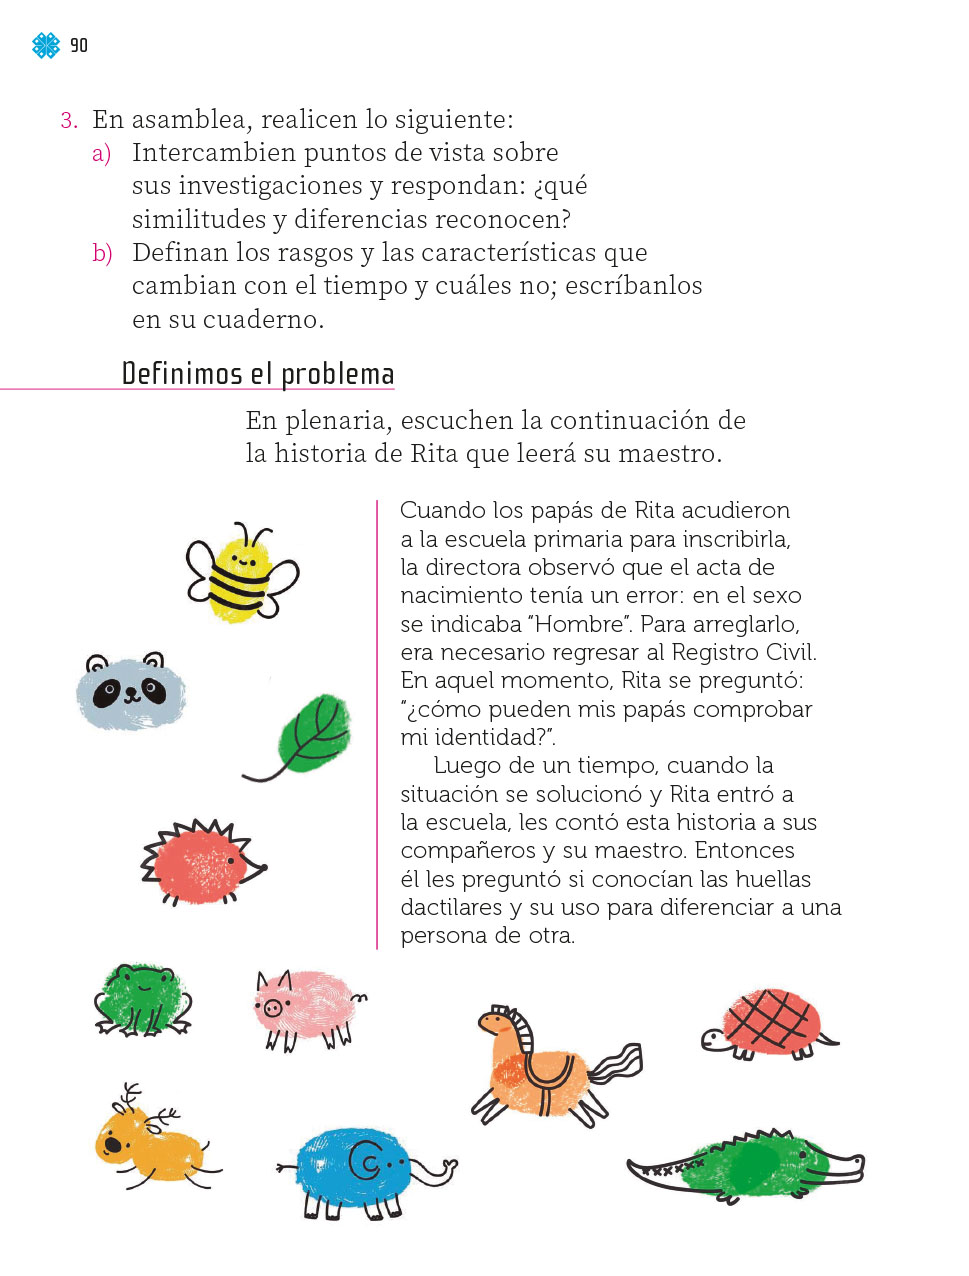 90
3. En asamblea, realicen lo siguiente:
a) Intercambien puntos de vista sobre
sus investigaciones y respondan: ¿qué
similitudes y diferencias reconocen?
b) Definan los rasgos y las características que
cambian con el tiempo y cuáles no; escríbanlos
en su cuaderno.
Definimos el problema
En plenaria, escuchen la continuación de
la historia de Rita que leerá su maestro.
Cuando los papás de Rita acudieron
a la escuela primaria para inscribirla,
la directora observó que el acta de
nacimiento tenía un error: en el sexo
se indicaba “Hombre”. Para arreglarlo,
era necesario regresar al Registro Civil.
En aquel momento, Rita se preguntó:
“¿cómo pueden mis papás comprobar
mi identidad?”.
Luego de un tiempo, cuando la
situación se solucionó y Rita entró a
la escuela, les contó esta historia a sus
compañeros y su maestro. Entonces
él les preguntó si conocían las huellas
dactilares y su uso para diferenciar a una
persona de otra.